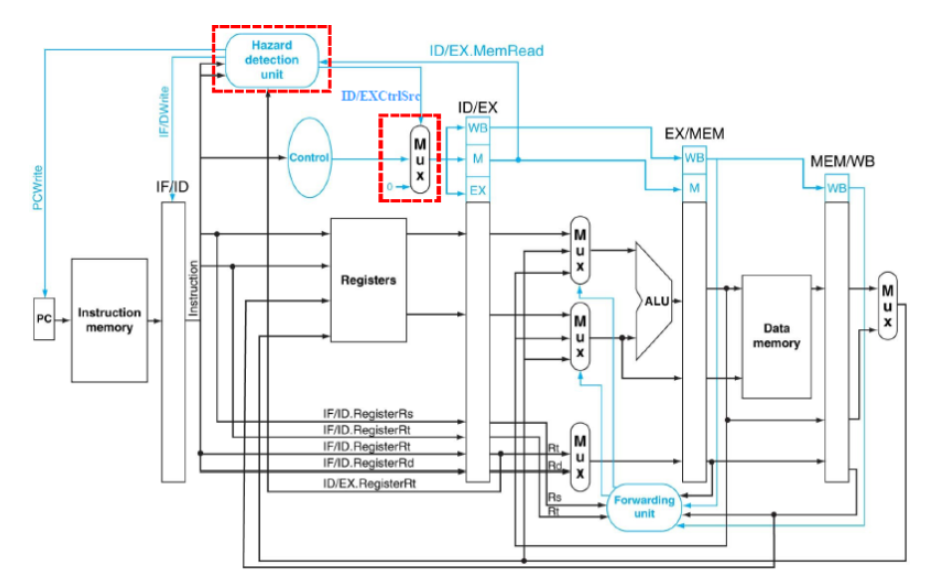 Hazard
detection
unit
ID/EX.MemRead
ID/EXCtrlSrc
ID/EX
IF/DWrite
PCWrite
Control
M
u
x
0
WB
M
EX
EX/MEM
WB
M
MEM/WB
WB
IF/ID
PC
Instruction
memory
Instruction
Registers
M
u
x
M
u
x
ALU
Data
memory
M
u
x
IF/ID.RegisterRs
IF/ID.RegisterRt
IF/ID.RegisterRt
IF/ID.RegisterRd
ID/EX.RegisterRt
Rt
Rd
M
u
x
Rs
Rt
Forwarding
unit